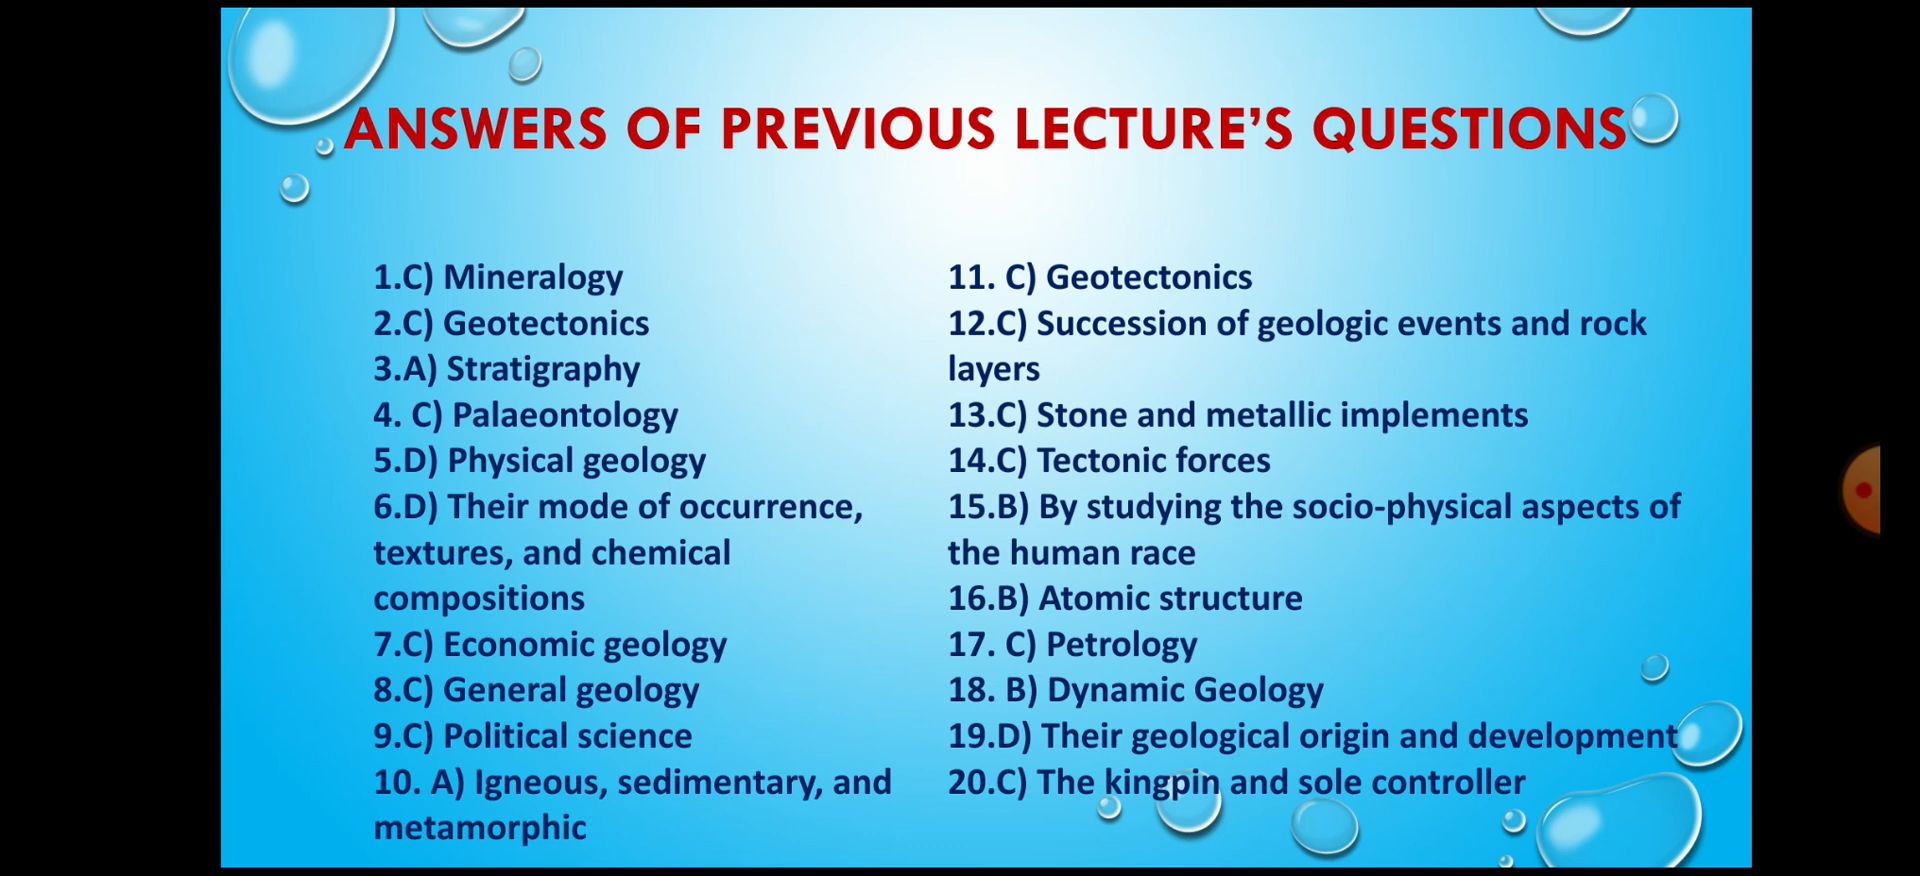 ANSWERS OF PREVIOUS LECTURE’S QUESTIONS
1.C) Mineralogy
2.C) Geotectonics
3.A) Stratigraphy
4. C) Palaeontology
5.D) Physical geology
6.D) Their mode of occurrence,
textures, and chemical
compositions
7.C) Economic geology
8.C) General geology
9.C) Political science
10. A) Igneous, sedimentary, and
metamorphic
11. C) Geotectonics
12.C) Succession of geologic events and rock
layers
13.C) Stone and metallic implements
14.C) Tectonic forces
15.B) By studying the socio-physical aspects of
the human race
16.B) Atomic structure
17. C) Petrology
18. B) Dynamic Geology
19.D) Their geological origin and development
20.C) The kingpin and sole controller